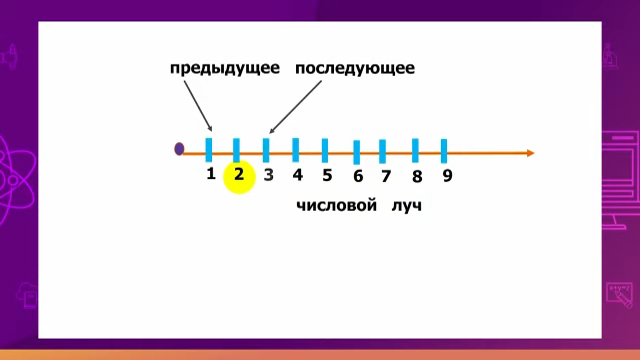 предыдущее последующее
1 2 3 4 5 6 7 8 9
числовой луч